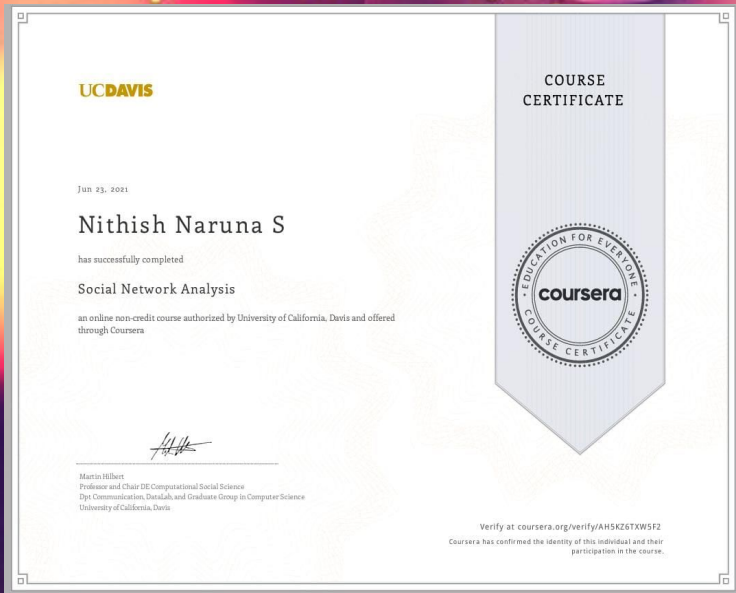 UCDAVIS
COURSE
CERTIFICATE
Jun 23, 2021
Nithish Naruna S
has successfully completed
Social Network Analysis
an online non-credit course authorized by University of California, Davis and offered
through Coursera
EDUCATION FOR EVERYONE
coursera
COURSE CERTIFICATE
Martin Hilbert
Professor and Chair DE Computational Social Science
Dpt Communication, DataLab, and Graduate Group in Computer Science
University of California, Davis
Verify at coursera.org/verify/AH5KZ6TXW5F2
Coursera has confirmed the identity of this individual and their
participation in the course.